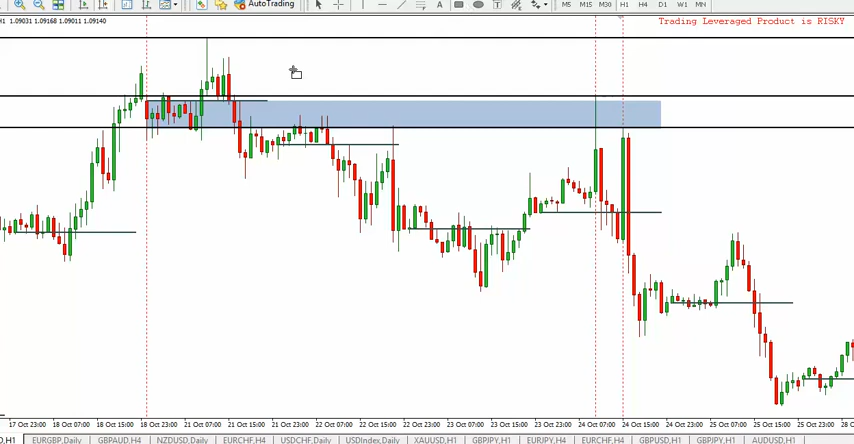 AutoTrading M5 M15 M30 H1 H4 D1 W1 MN
H1 1.09031 1.09168 1.09011 1.09140
Trading Leveraged Product is RISKY
17 Oct 23:00 18 Oct 07:00 18 Oct 15:00 18 Oct 23:00 21 Oct 07:00 21 Oct 15:00 21 Oct 23:00 22 Oct 07:00 22 Oct 15:00 22 Oct 23:00 23 Oct 07:00 23 Oct 15:00 23 Oct 23:00 24 Oct 07:00 24 Oct 15:00 24 Oct 23:00 25 Oct 07:00 25 Oct 15:00 25 Oct 23:00 28 Oct
D,H1 EURGBP,Daily GBPAUD,H4 NZDUSD,Daily EURCHF,H4 USDCHF,Daily USDIndex,Daily XAUUSD,H1 GBPJPY,H1 EURJPY,H4 EURCHF,H4 GBPUSD,H1 GBPJPY,H1 AUDUSD,H1